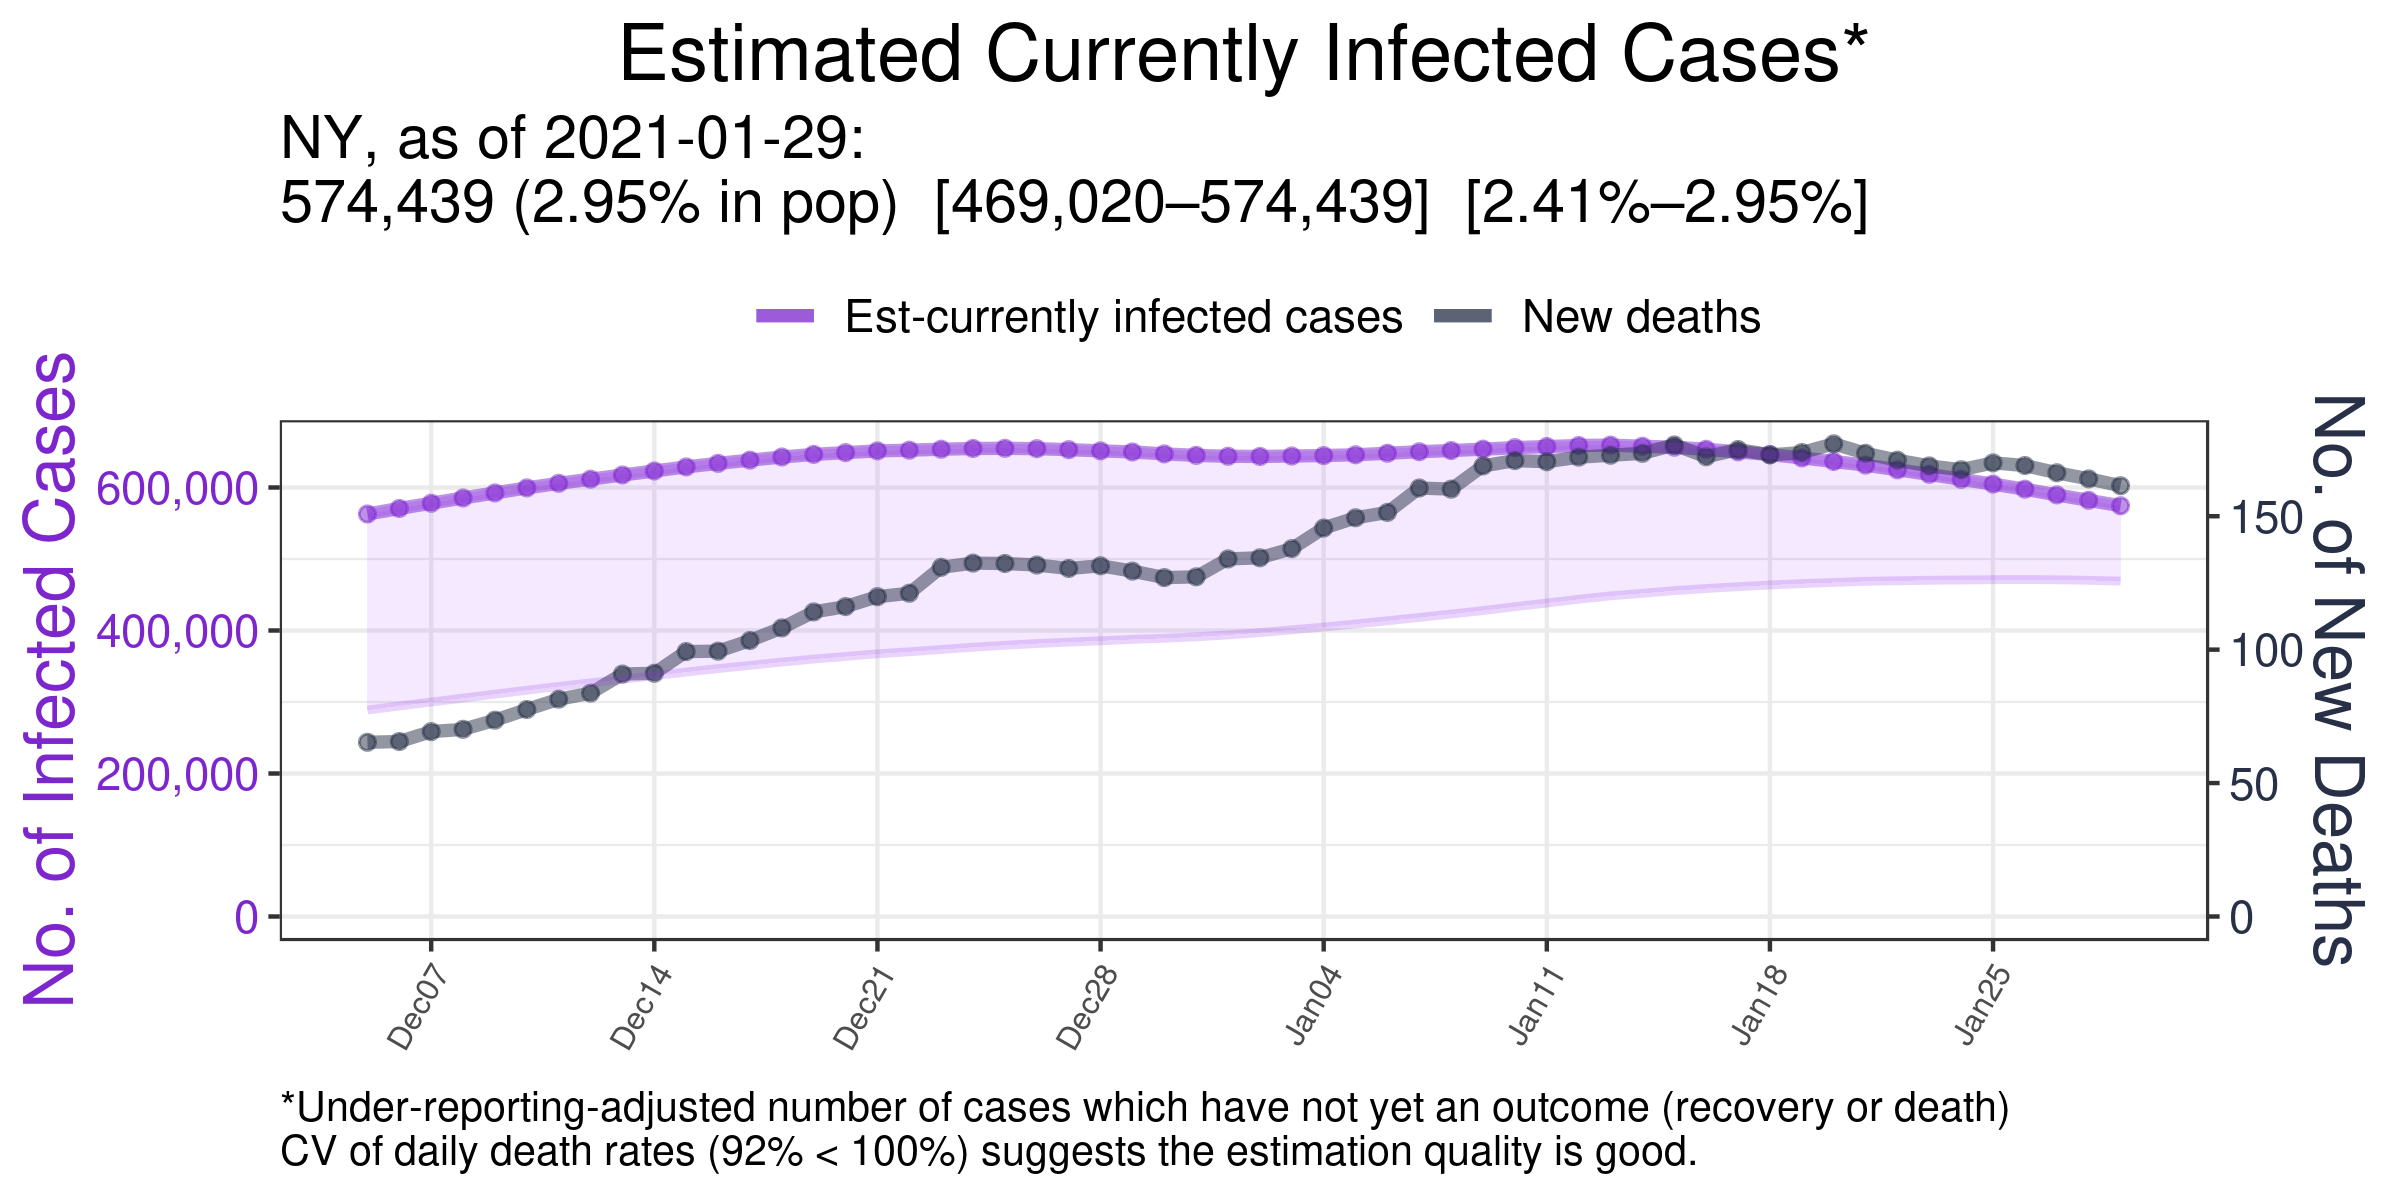 Estimated Currently Infected Cases*
NY, as of 2021-01-29:
574,439 (2.95% in pop)  [469,020–574,439]  [2.41%–2.95%]
Est-currently infected cases
New deaths
No. of Infected Cases
600,000
400,000
200,000
0
150
100
50
0
No. of New Deaths
Dec07
Dec14
Dec21
Dec28
Jan04
Jan11
Jan18
Jan25
*Under-reporting-adjusted number of cases which have not yet an outcome (recovery or death)
CV of daily death rates (92% < 100%) suggests the estimation quality is good.